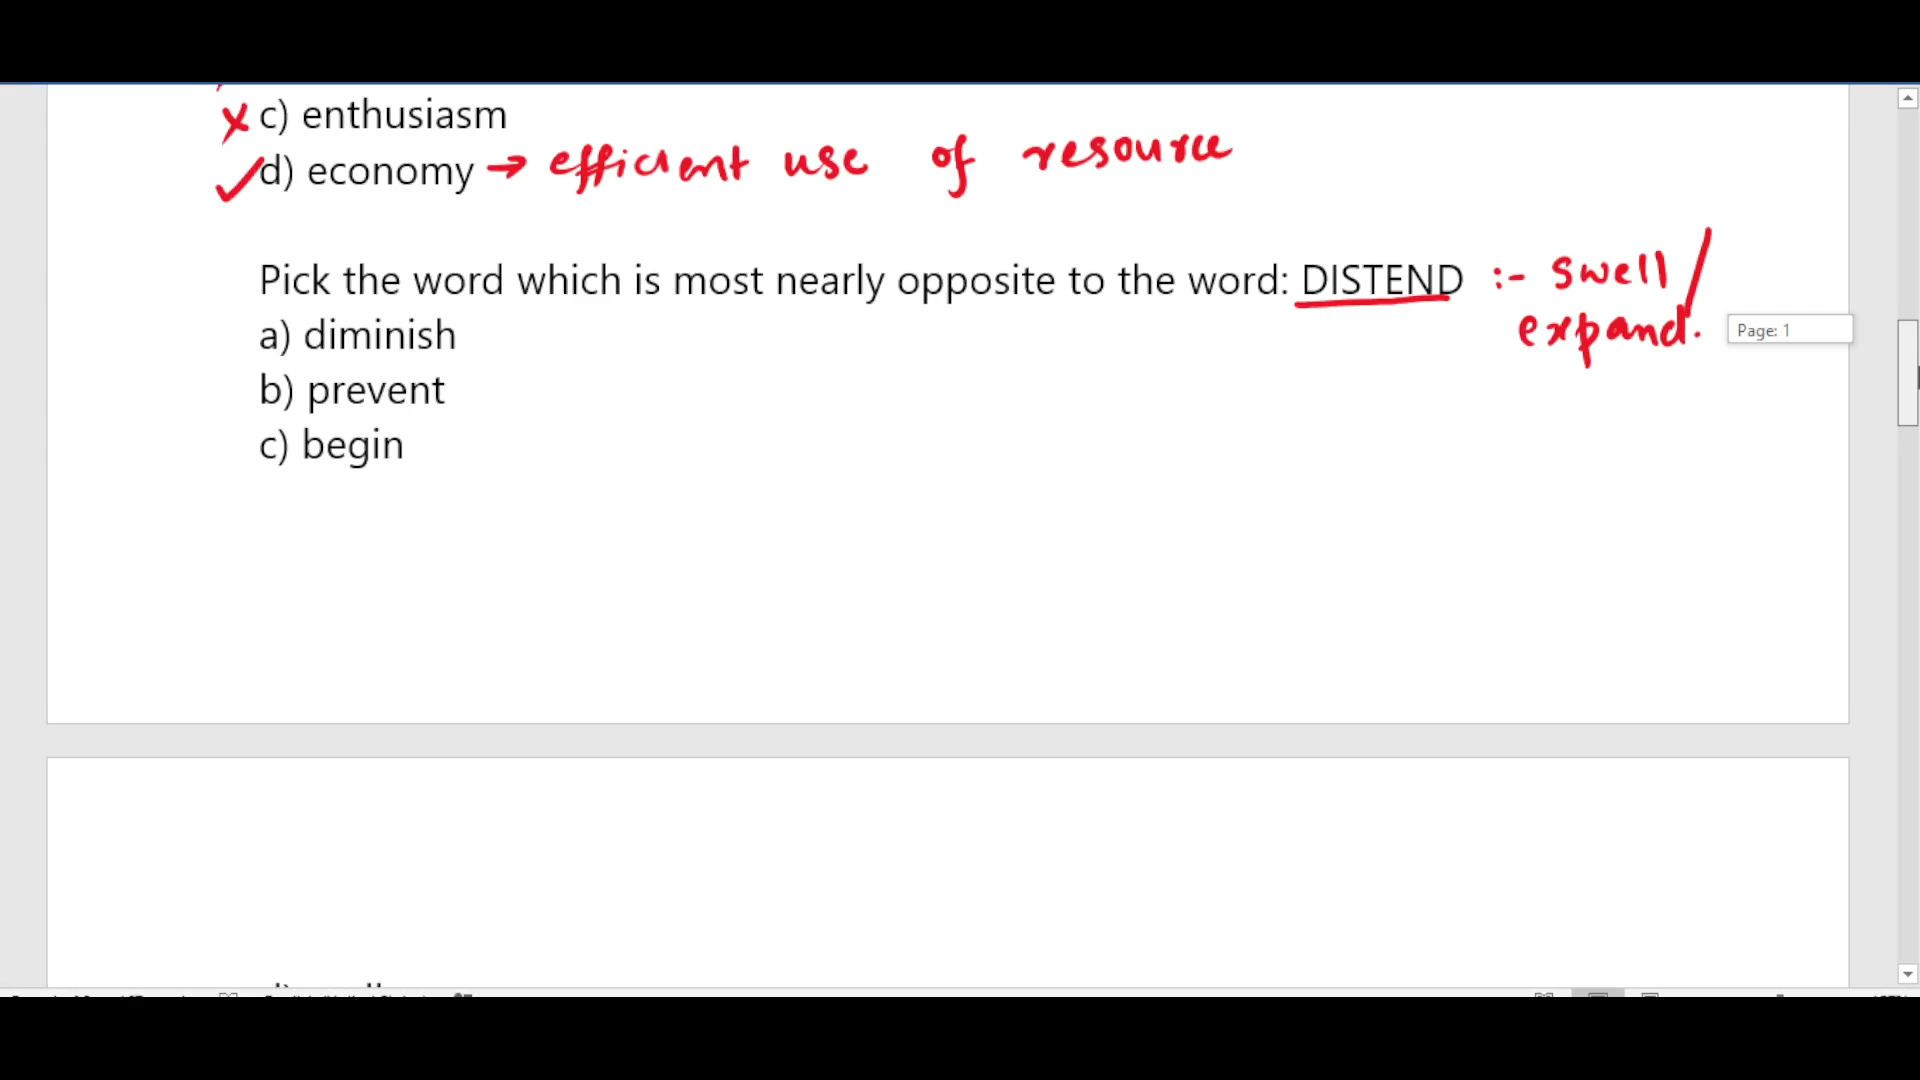 x c) enthusiasm
✓ d) economy → efficient use of resource
Pick the word which is most nearly opposite to the word: DISTEND :- swell /
expand.
Page: 1
a) diminish
b) prevent
c) begin